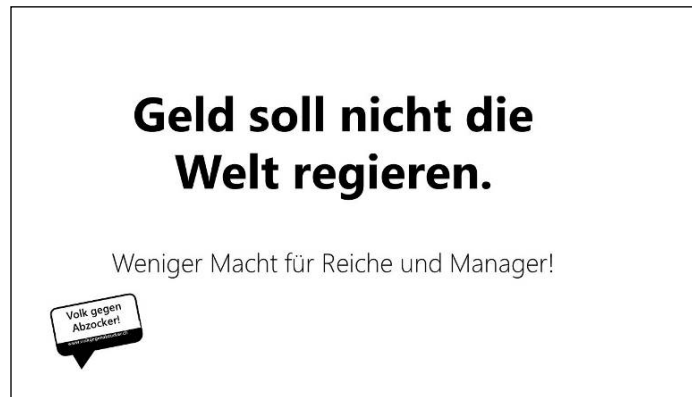 Geld soll nicht die
Welt regieren.
Weniger Macht für Reiche und Manager!
Volk gegen
Abzocker!